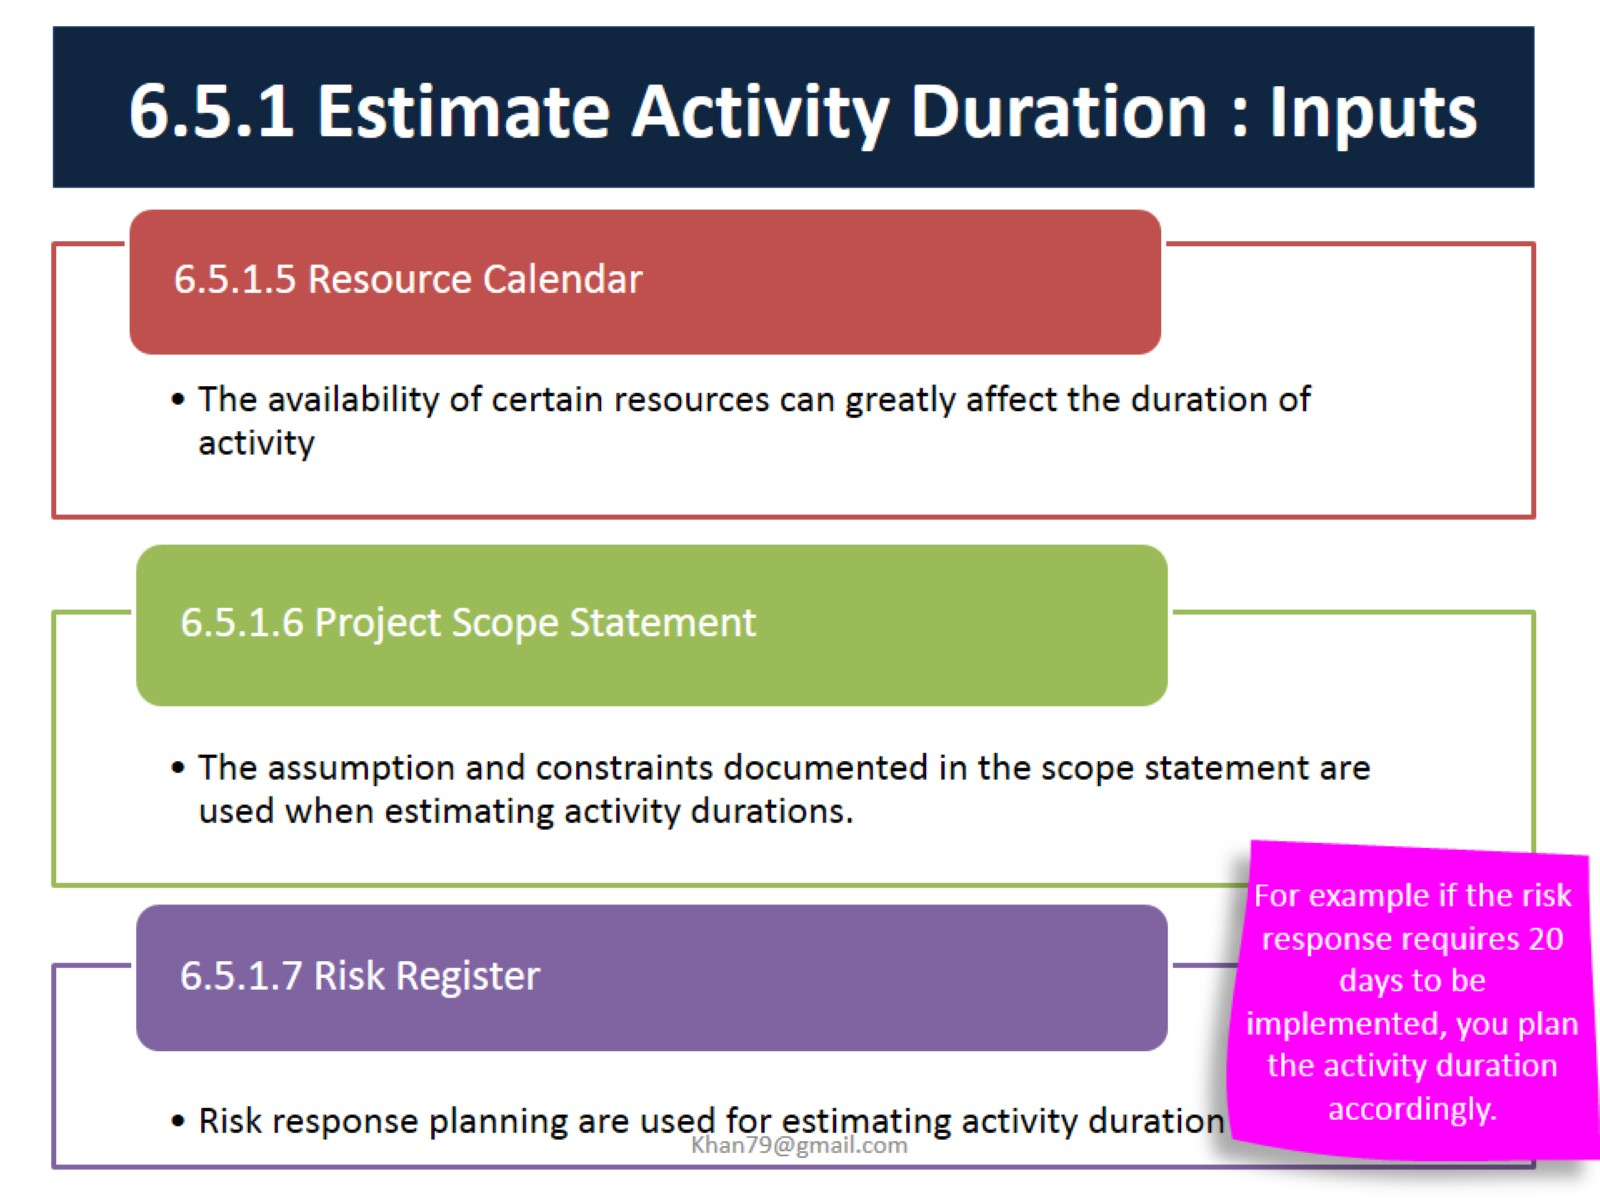 6.5.1 Estimate Activity Duration : Inputs
6.5.1.5 Resource Calendar
• The availability of certain resources can greatly affect the duration of
activity
6.5.1.6 Project Scope Statement
• The assumption and constraints documented in the scope statement are
used when estimating activity durations.
6.5.1.7 Risk Register
• Risk response planning are used for estimating activity duration
For example if the risk
response requires 20
days to be
implemented, you plan
the activity duration
accordingly.
Khan79@gmail.com